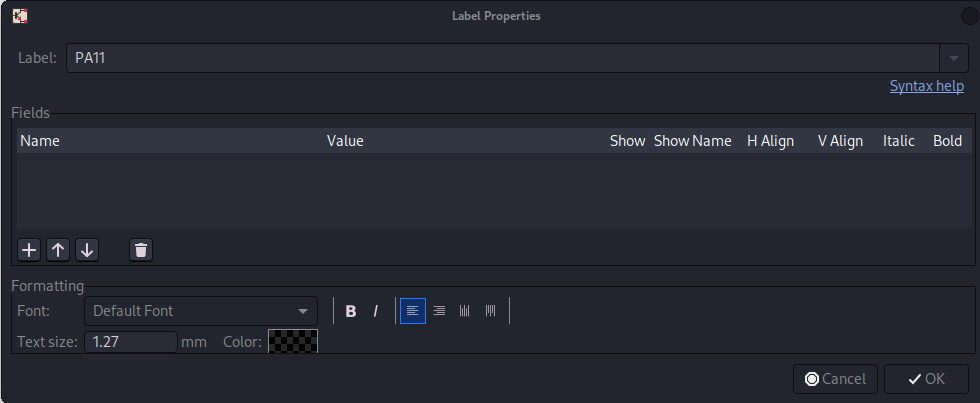 Label Properties
Label: PA11
Syntax help
Fields
Name Value Show Show Name H Align V Align Italic Bold
Formatting
Font: Default Font B I
Text size: 1.27 mm Color:
Cancel OK